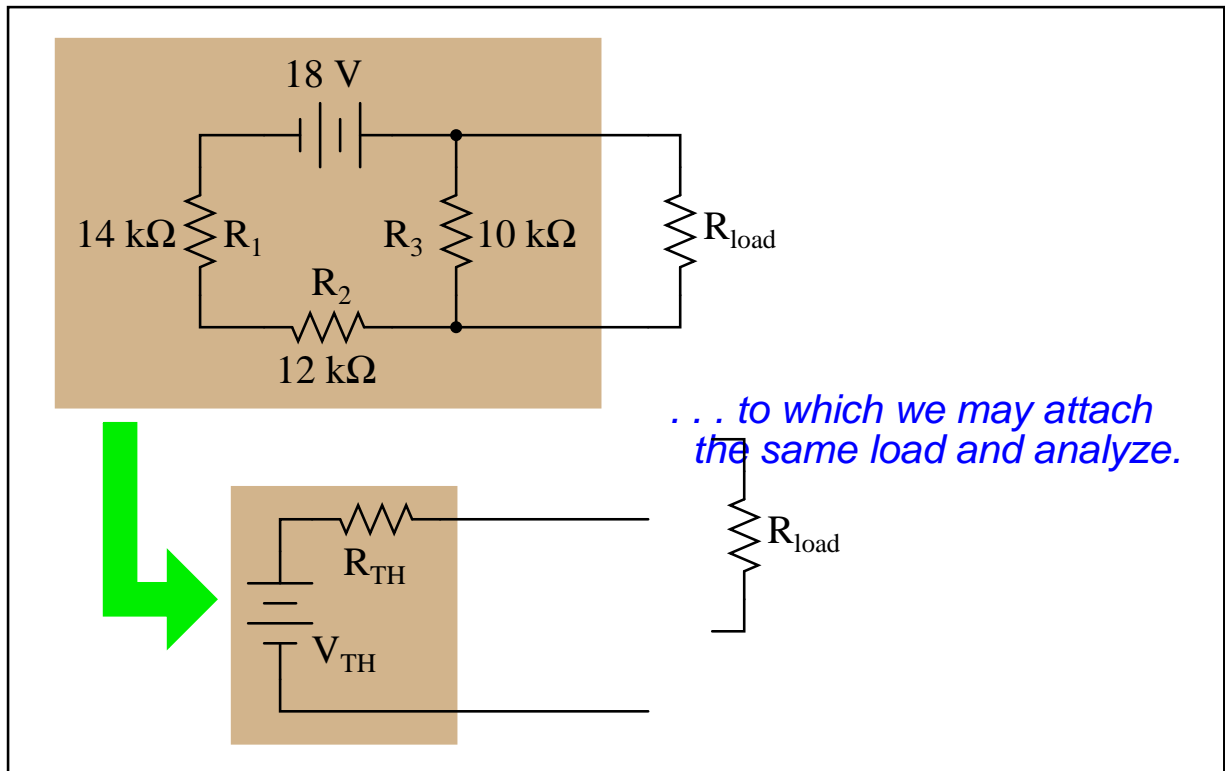 18 V
14 kΩ
R1
R3
10 kΩ
Rload
R2
12 kΩ
. . . to which we may attach
the same load and analyze.
RTH
Rload
VTH